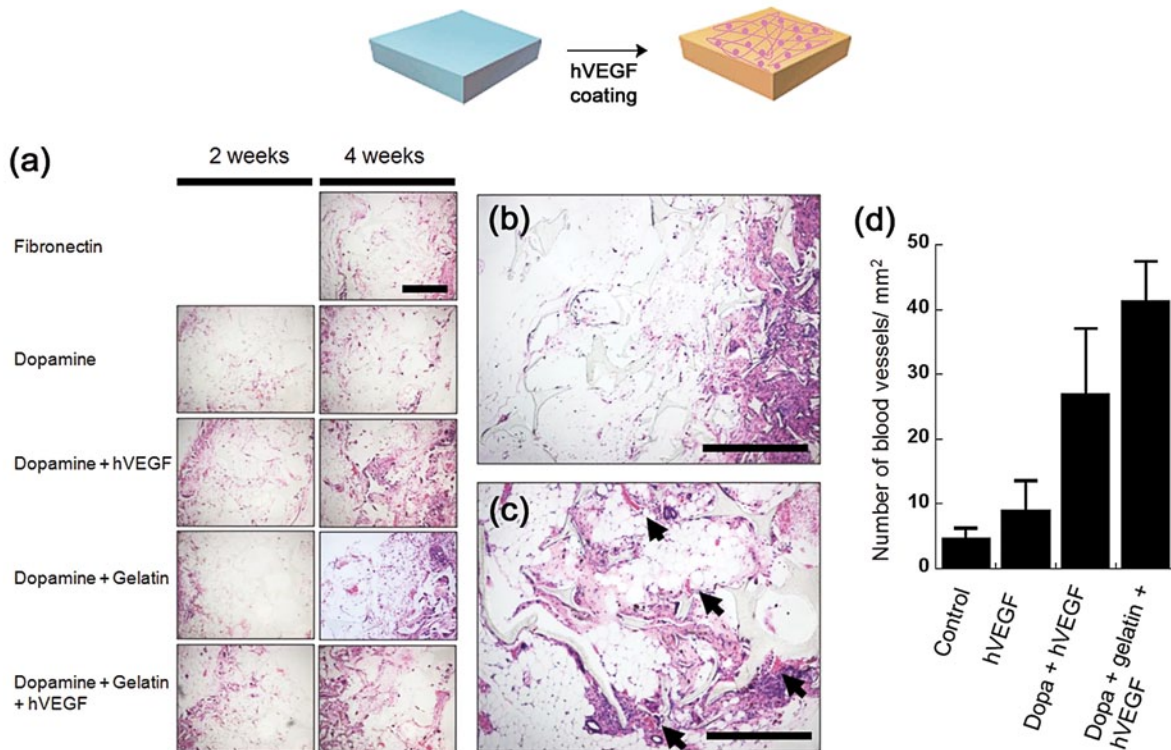 hVEGF
coating
(a)
2 weeks
4 weeks
Fibronectin
Dopamine
Dopamine + hVEGF
Dopamine + Gelatin
Dopamine + Gelatin
+ hVEGF
(b)
(c)
(d)
Number of blood vessels/ mm²
50
40
30
20
10
0
Control
hVEGF
Dopa + hVEGF
Dopa + gelatin +
hVEGF